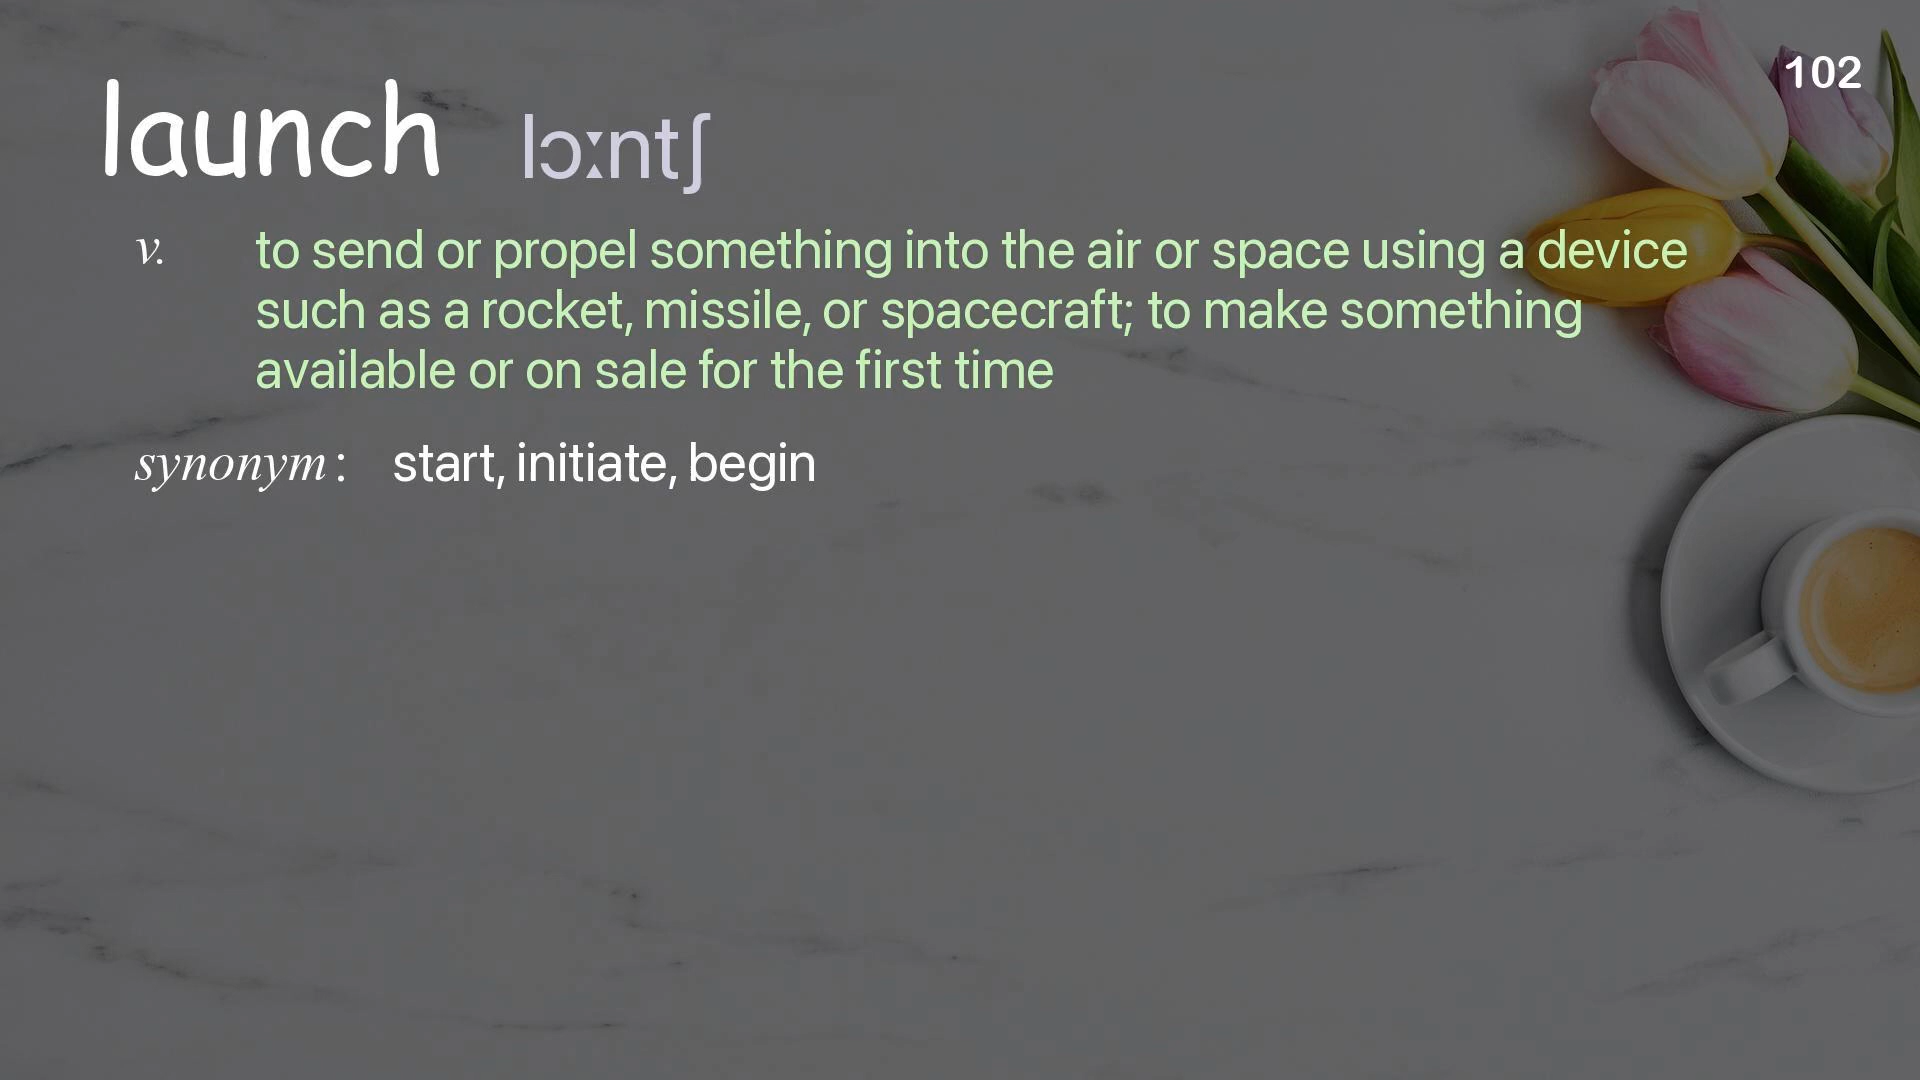 102
launch lɔːntʃ
v. to send or propel something into the air or space using a device
such as a rocket, missile, or spacecraft; to make something
available or on sale for the first time
synonym : start, initiate, begin